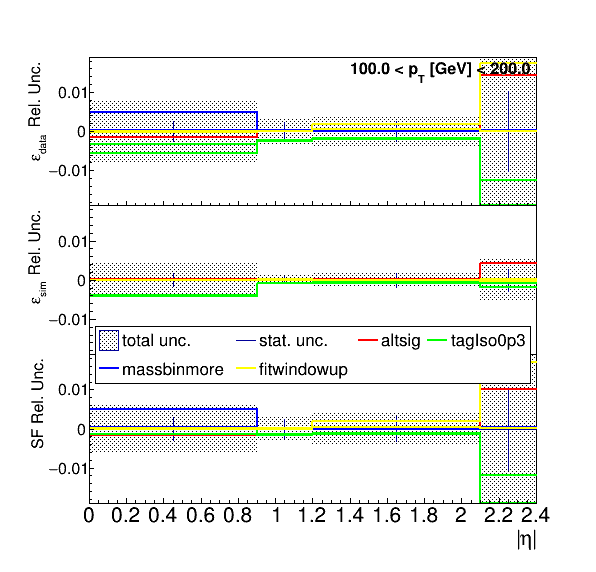 100.0 < p_T [GeV] < 200.0
ε_data Rel. Unc.
0.01
0
−0.01
ε_sim Rel. Unc.
0.01
0
−0.01
total unc. stat. unc. altsig tagIso0p3
massbinmore fitwindowup
SF Rel. Unc.
0.01
0
−0.01
0 0.2 0.4 0.6 0.8 1 1.2 1.4 1.6 1.8 2 2.2 2.4
|η|